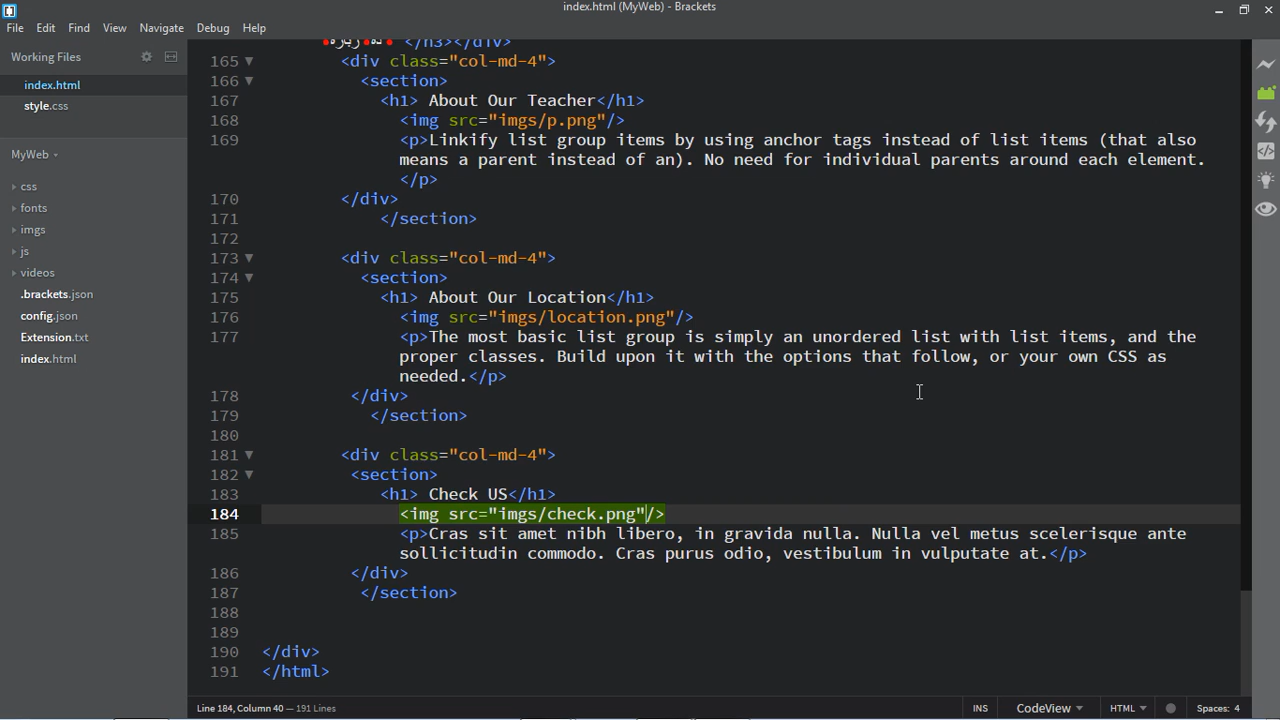 index.html (MyWeb) - Brackets
File Edit Find View Navigate Debug Help
Working Files
index.html
style.css
MyWeb
css
fonts
imgs
js
videos
.brackets.json
config.json
Extension.txt
index.html
</h3></div>
165 <div class="col-md-4">
166 <section>
167 <h1> About Our Teacher</h1>
168 <img src="imgs/p.png"/>
169 <p>Linkify list group items by using anchor tags instead of list items (that also
means a parent instead of an). No need for individual parents around each element.
</p>
170 </div>
171 </section>
172
173 <div class="col-md-4">
174 <section>
175 <h1> About Our Location</h1>
176 <img src="imgs/location.png"/>
177 <p>The most basic list group is simply an unordered list with list items, and the
proper classes. Build upon it with the options that follow, or your own CSS as
needed.</p>
178 </div>
179 </section>
180
181 <div class="col-md-4">
182 <section>
183 <h1> Check US</h1>
184 <img src="imgs/check.png"/>
185 <p>Cras sit amet nibh libero, in gravida nulla. Nulla vel metus scelerisque ante
sollicitudin commodo. Cras purus odio, vestibulum in vulputate at.</p>
186 </div>
187 </section>
188
189
190 </div>
191 </html>
Line 184, Column 40 — 191 Lines
INS CodeView HTML Spaces: 4